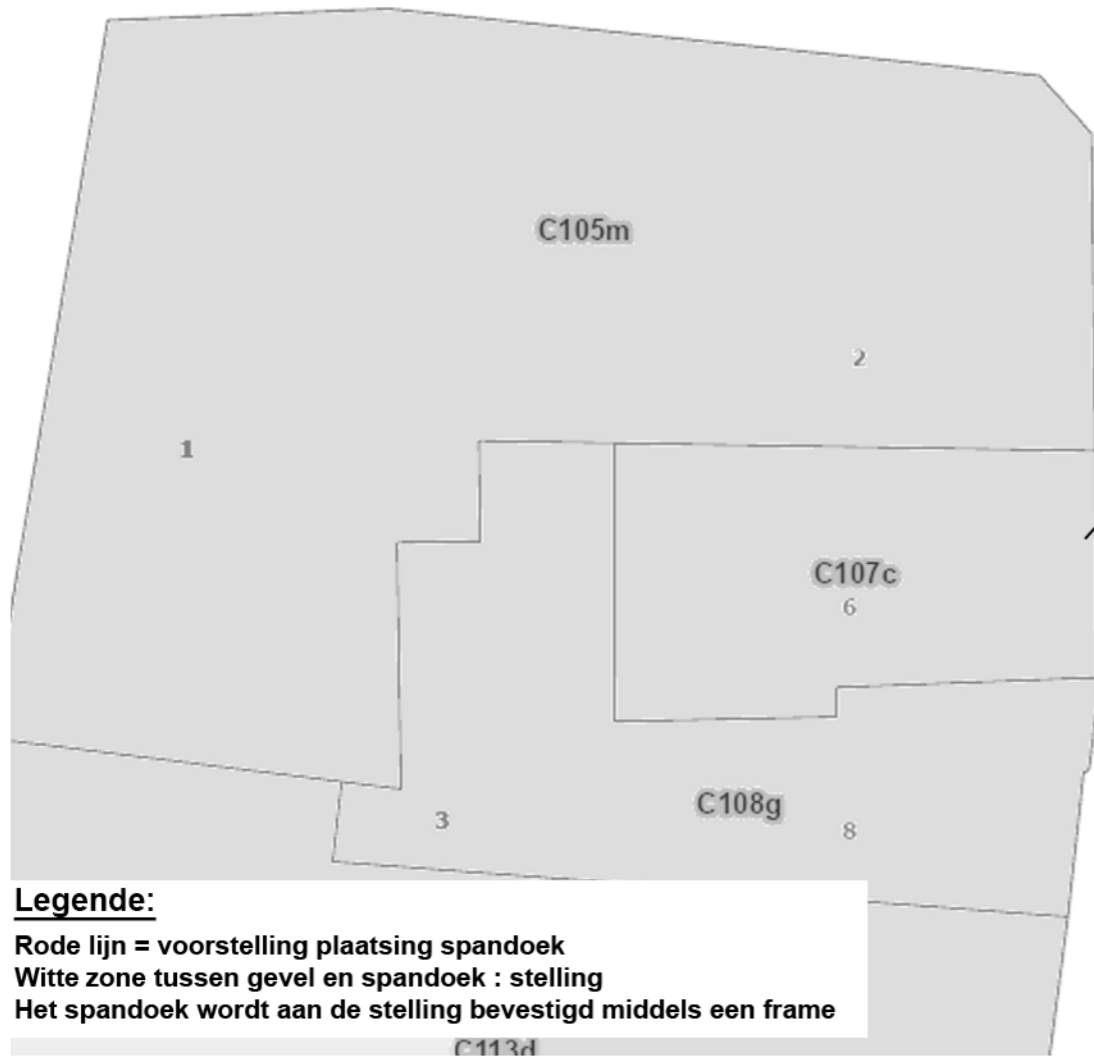 C105m
2
1
C107c
6
C108g
3
8
Legende:
Rode lijn = voorstelling plaatsing spandoek
Witte zone tussen gevel en spandoek : stelling
Het spandoek wordt aan de stelling bevestigd middels een frame
C113d